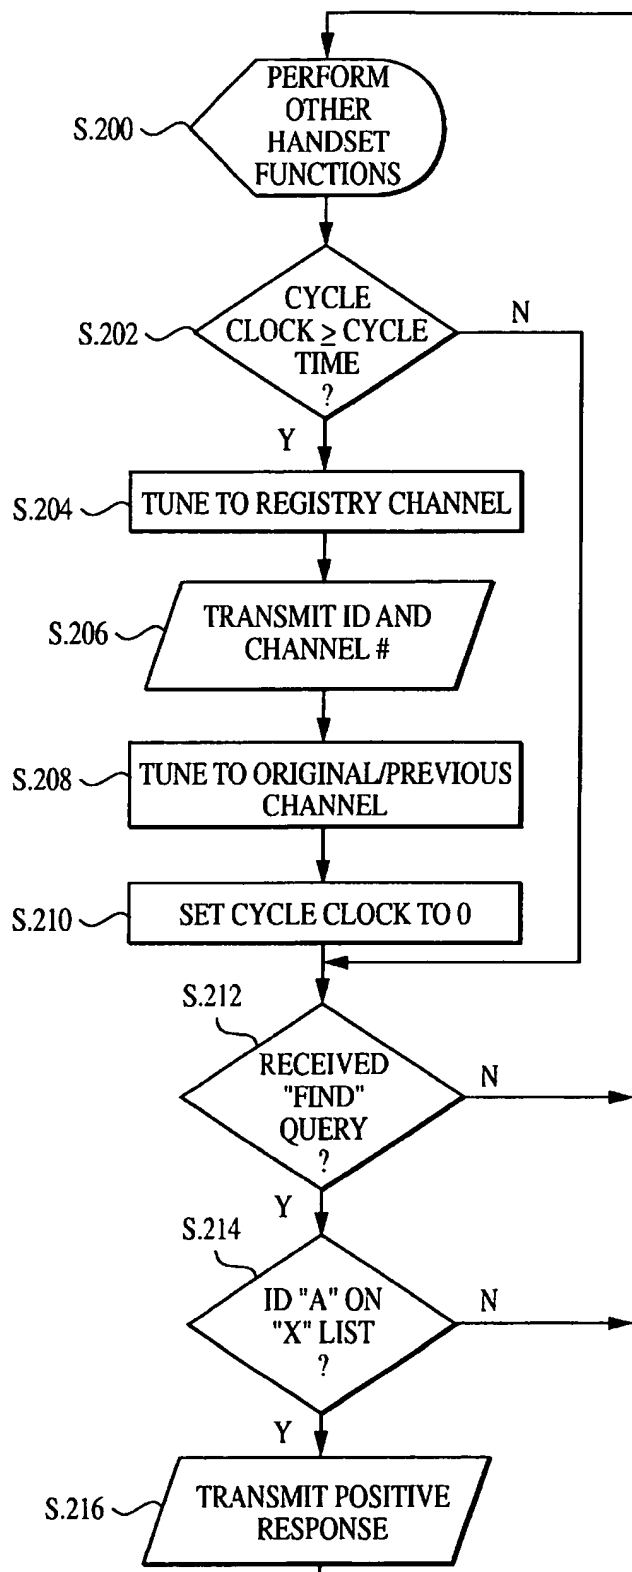 PERFORM
OTHER
HANDSET
FUNCTIONS
S.200
CYCLE
CLOCK ≥ CYCLE
TIME
?
S.202
N
Y
S.204
TUNE TO REGISTRY CHANNEL
S.206
TRANSMIT ID AND
CHANNEL #
S.208
TUNE TO ORIGINAL/PREVIOUS
CHANNEL
S.210
SET CYCLE CLOCK TO 0
S.212
RECEIVED
"FIND"
QUERY
?
N
Y
S.214
ID "A" ON
"X" LIST
?
N
Y
S.216
TRANSMIT POSITIVE
RESPONSE